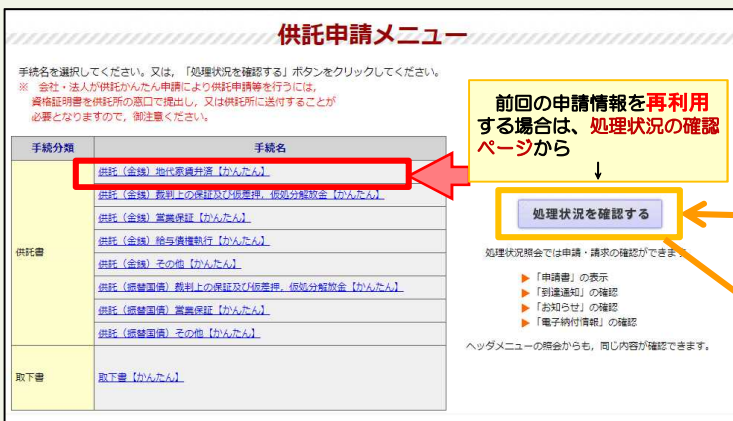 供託申請メニュー
手続名を選択してください。又は、「処理状況を確認する」ボタンをクリックしてください。
※ 会社・法人が供託かんたん申請により供託申請等を行うには，
資格証明書を供託所の窓口で提出し，又は供託所に送付することが
必要となりますので，御注意ください。
前回の申請情報を再利用
する場合は、処理状況の確認
ページから
↓
手続分類 手続名
供託書
供託（金銭）地代家賃弁済【かんたん】
供託（金銭）裁判上の保証及び仮差押，仮処分解放金【かんたん】
供託（金銭）営業保証【かんたん】
供託（金銭）給与債権執行【かんたん】
供託（金銭）その他【かんたん】
供託（振替国債）裁判上の保証及び仮差押，仮処分解放金【かんたん】
供託（振替国債）営業保証【かんたん】
供託（振替国債）その他【かんたん】
取下書
取下書【かんたん】
処理状況を確認する
処理状況照会では申請・請求の確認ができます。
「申請書」の表示
「到達通知」の確認
「お知らせ」の確認
「電子納付情報」の確認
ヘッダメニューの照会からも，同じ内容が確認できます。